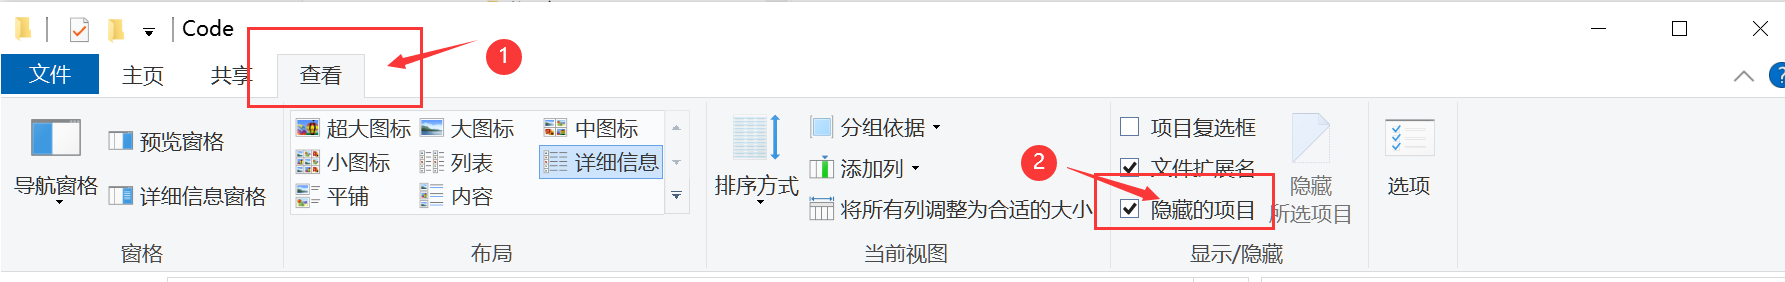 Code
1
文件 主页 共享 查看
超大图标 大图标 中图标
小图标 列表 详细信息
平铺 内容
预览窗格
导航窗格
详细信息窗格
窗格
布局
排序方式
分组依据
添加列
将所有列调整为合适的大小
当前视图
2
项目复选框
文件扩展名
隐藏的项目
隐藏
所选项目
显示/隐藏
选项
?